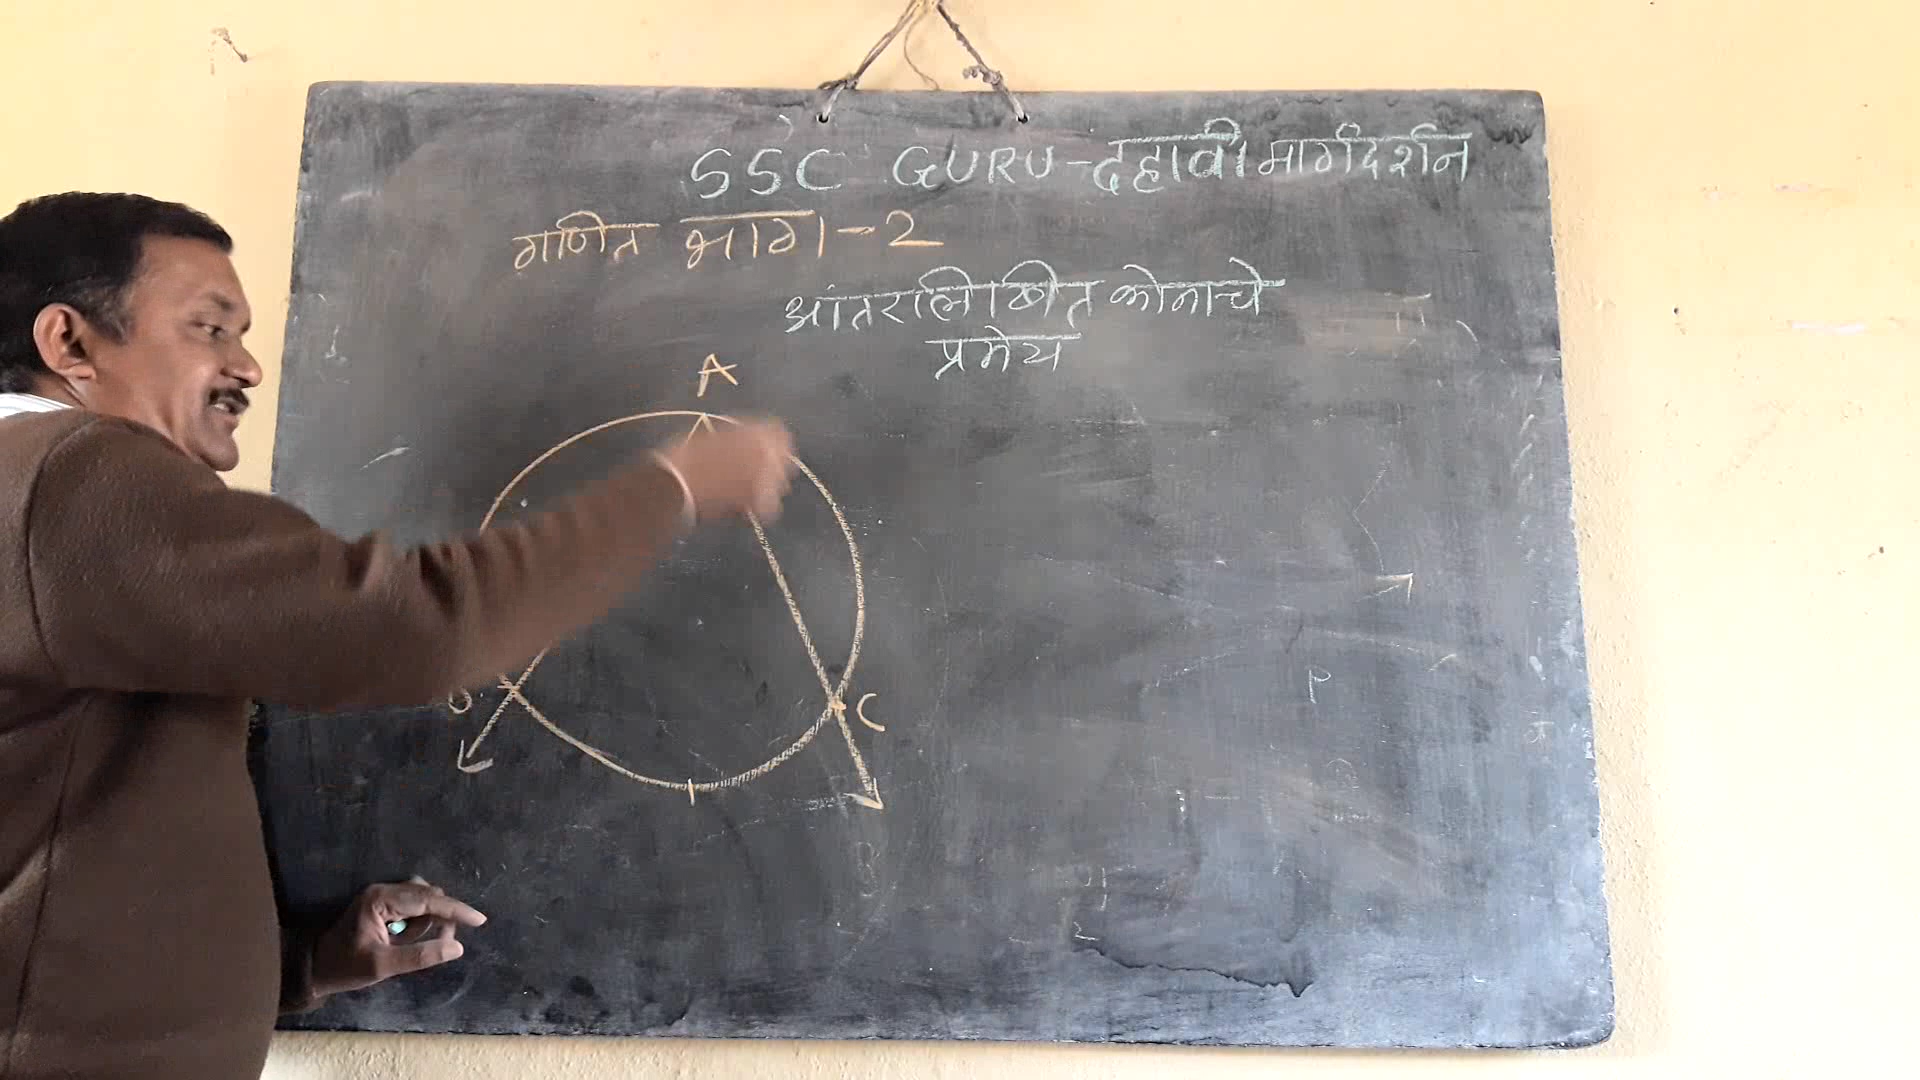 SSC GURU-दहावी मार्गदर्शन
गणित भाग-2
आंतरलिखीत कोनाचे
प्रमेय
A
C
P